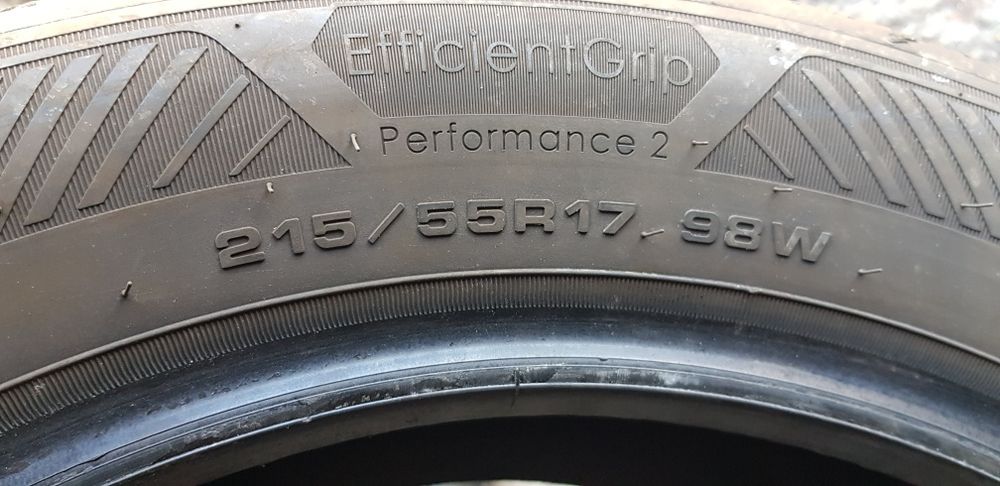 EfficientGrip
Performance 2
215/55R17 98W